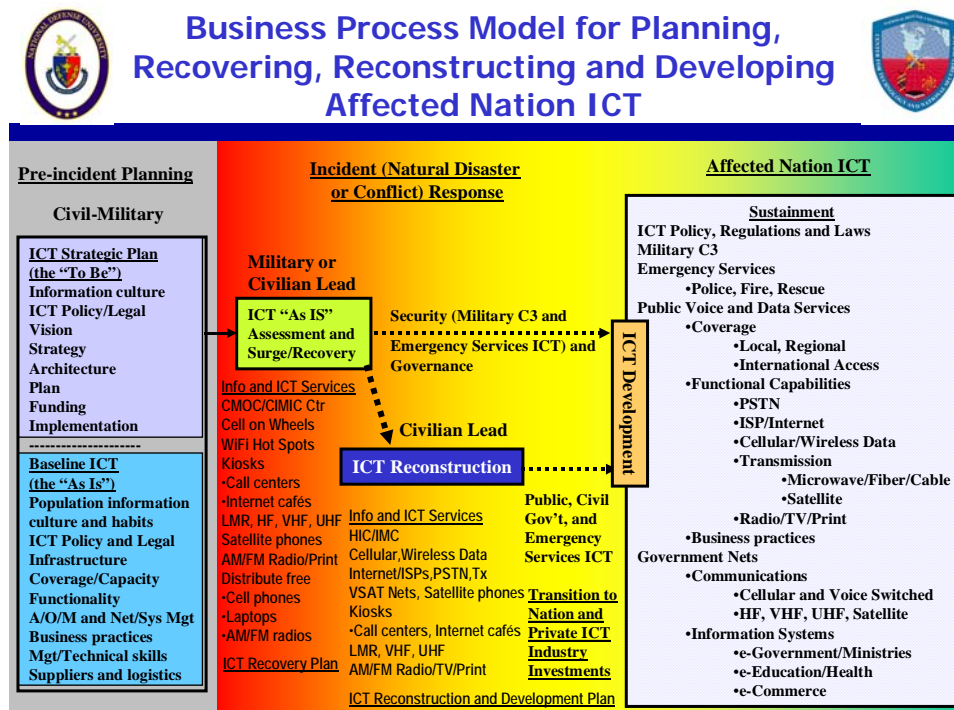 Business Process Model for Planning,
Recovering, Reconstructing and Developing
Affected Nation ICT
NATIONAL DEFENSE UNIVERSITY
Pre-incident Planning
Civil-Military
ICT Strategic Plan
(the “To Be”)
Information culture
ICT Policy/Legal
Vision
Strategy
Architecture
Plan
Funding
Implementation
---------------------
Baseline ICT
(the “As Is”)
Population information
culture and habits
ICT Policy and Legal
Infrastructure
Coverage/Capacity
Functionality
A/O/M and Net/Sys Mgt
Business practices
Mgt/Technical skills
Suppliers and logistics
Incident (Natural Disaster
or Conflict) Response
Military or
Civilian Lead
ICT “As IS”
Assessment and
Surge/Recovery
Security (Military C3 and
Emergency Services ICT) and
Governance
Info and ICT Services
CMOC/CIMIC Ctr
Cell on Wheels
WiFi Hot Spots
Kiosks
•Call centers
•Internet cafés
LMR, HF, VHF, UHF
Satellite phones
AM/FM Radio/Print
Distribute free
•Cell phones
•Laptops
•AM/FM radios
ICT Recovery Plan
Civilian Lead
ICT Reconstruction
Info and ICT Services
HIC/IMC
Cellular,Wireless Data
Internet/ISPs,PSTN,Tx
VSAT Nets, Satellite phones
Kiosks
•Call centers, Internet cafés
LMR, VHF, UHF
AM/FM Radio/TV/Print
ICT Reconstruction and Development Plan
Public, Civil
Gov’t, and
Emergency
Services ICT
Transition to
Nation and
Private ICT
Industry
Investments
ICT Development
Affected Nation ICT
Sustainment
ICT Policy, Regulations and Laws
Military C3
Emergency Services
•Police, Fire, Rescue
Public Voice and Data Services
•Coverage
•Local, Regional
•International Access
•Functional Capabilities
•PSTN
•ISP/Internet
•Cellular/Wireless Data
•Transmission
•Microwave/Fiber/Cable
•Satellite
•Radio/TV/Print
•Business practices
Government Nets
•Communications
•Cellular and Voice Switched
•HF, VHF, UHF, Satellite
•Information Systems
•e-Government/Ministries
•e-Education/Health
•e-Commerce